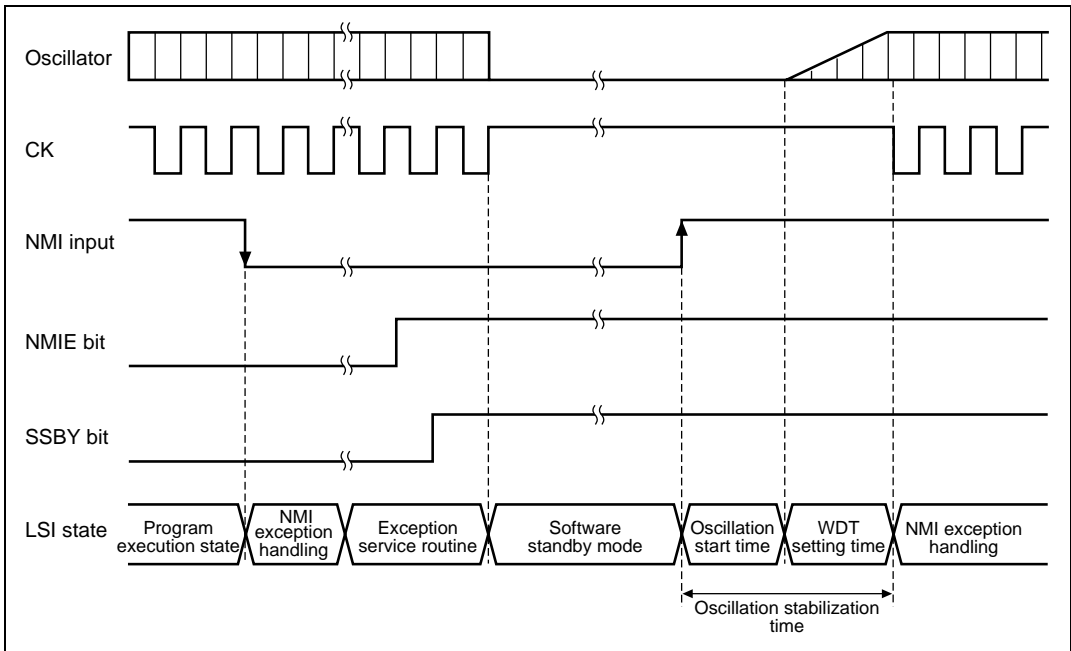 Oscillator
CK
NMI input
NMIE bit
SSBY bit
LSI state
Program
execution state
NMI
exception
handling
Exception
service routine
Software
standby mode
Oscillation
start time
WDT
setting time
NMI exception
handling
Oscillation stabilization
time